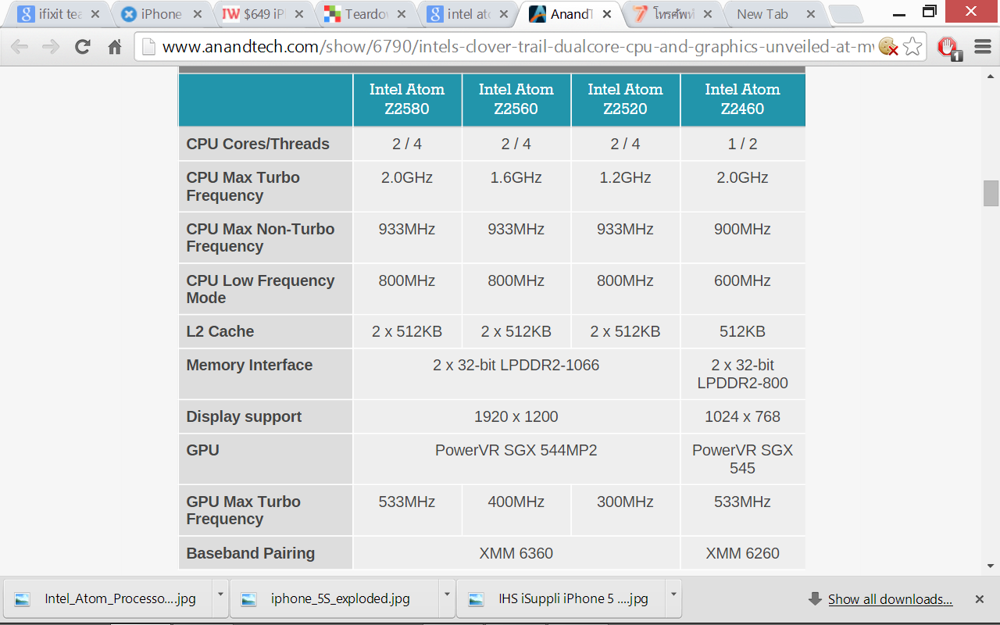 ifixit tea
iPhone
$649 iP
Teardo
intel ato
AnandT
โทรศัพท์
New Tab
www.anandtech.com/show/6790/intels-clover-trail-dualcore-cpu-and-graphics-unveiled-at-mw
1
Intel Atom Z2580
Intel Atom Z2560
Intel Atom Z2520
Intel Atom Z2460
CPU Cores/Threads 2 / 4 2 / 4 2 / 4 1 / 2
CPU Max Turbo Frequency 2.0GHz 1.6GHz 1.2GHz 2.0GHz
CPU Max Non-Turbo Frequency 933MHz 933MHz 933MHz 900MHz
CPU Low Frequency Mode 800MHz 800MHz 800MHz 600MHz
L2 Cache 2 x 512KB 2 x 512KB 2 x 512KB 512KB
Memory Interface 2 x 32-bit LPDDR2-1066 2 x 32-bit LPDDR2-800
Display support 1920 x 1200 1024 x 768
GPU PowerVR SGX 544MP2 PowerVR SGX 545
GPU Max Turbo Frequency 533MHz 400MHz 300MHz 533MHz
Baseband Pairing XMM 6360 XMM 6260
Intel_Atom_Processo....jpg
iphone_5S_exploded.jpg
IHS iSuppli iPhone 5 ....jpg
Show all downloads...